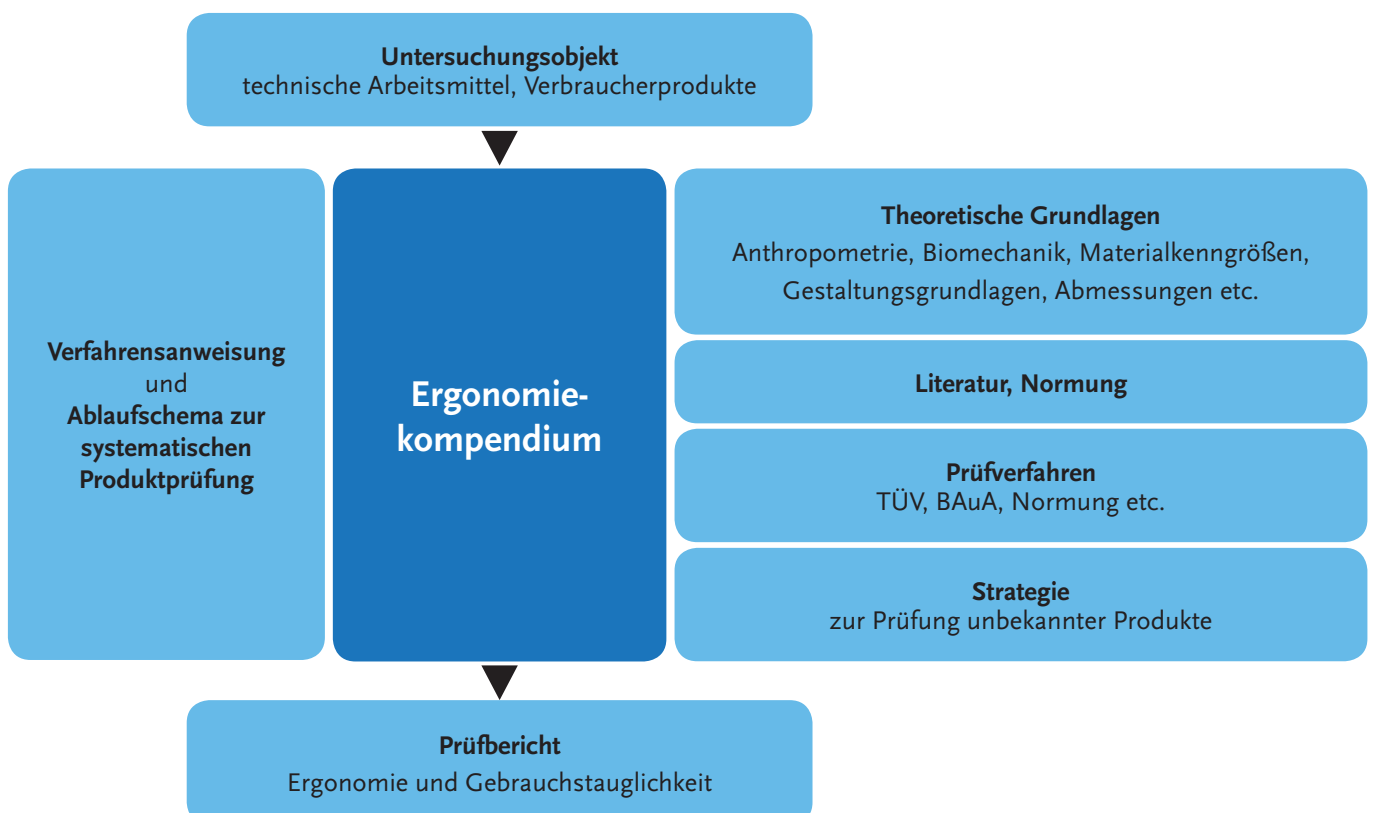 Untersuchungsobjekt
technische Arbeitsmittel, Verbraucherprodukte
Verfahrensanweisung
und
Ablaufschema zur
systematischen
Produktprüfung
Ergonomie-
kompendium
Theoretische Grundlagen
Anthropometrie, Biomechanik, Materialkenngrößen,
Gestaltungsgrundlagen, Abmessungen etc.
Literatur, Normung
Prüfverfahren
TÜV, BAuA, Normung etc.
Strategie
zur Prüfung unbekannter Produkte
Prüfbericht
Ergonomie und Gebrauchstauglichkeit